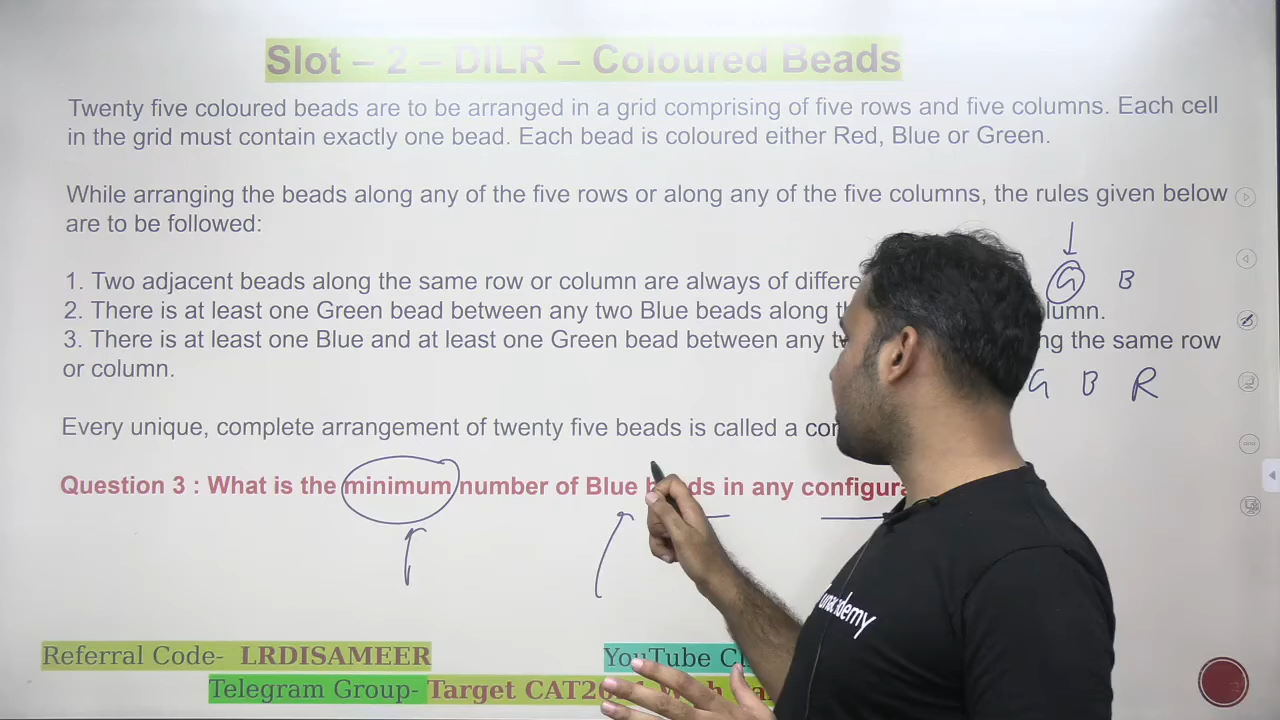 Slot – 2 – DILR – Coloured Beads
Twenty five coloured beads are to be arranged in a grid comprising of five rows and five columns. Each cell
in the grid must contain exactly one bead. Each bead is coloured either Red, Blue or Green.
While arranging the beads along any of the five rows or along any of the five columns, the rules given below
are to be followed:
1. Two adjacent beads along the same row or column are always of differe
G B
2. There is at least one Green bead between any two Blue beads along umn.
3. There is at least one Blue and at least one Green bead between any ng the same row
or column.
G B R
Every unique, complete arrangement of twenty five beads is called a
Question 3 : What is the minimum number of Blue in any configura
unacademy
Referral Code- LRDISAMEER
YouTube
Telegram Group- Target